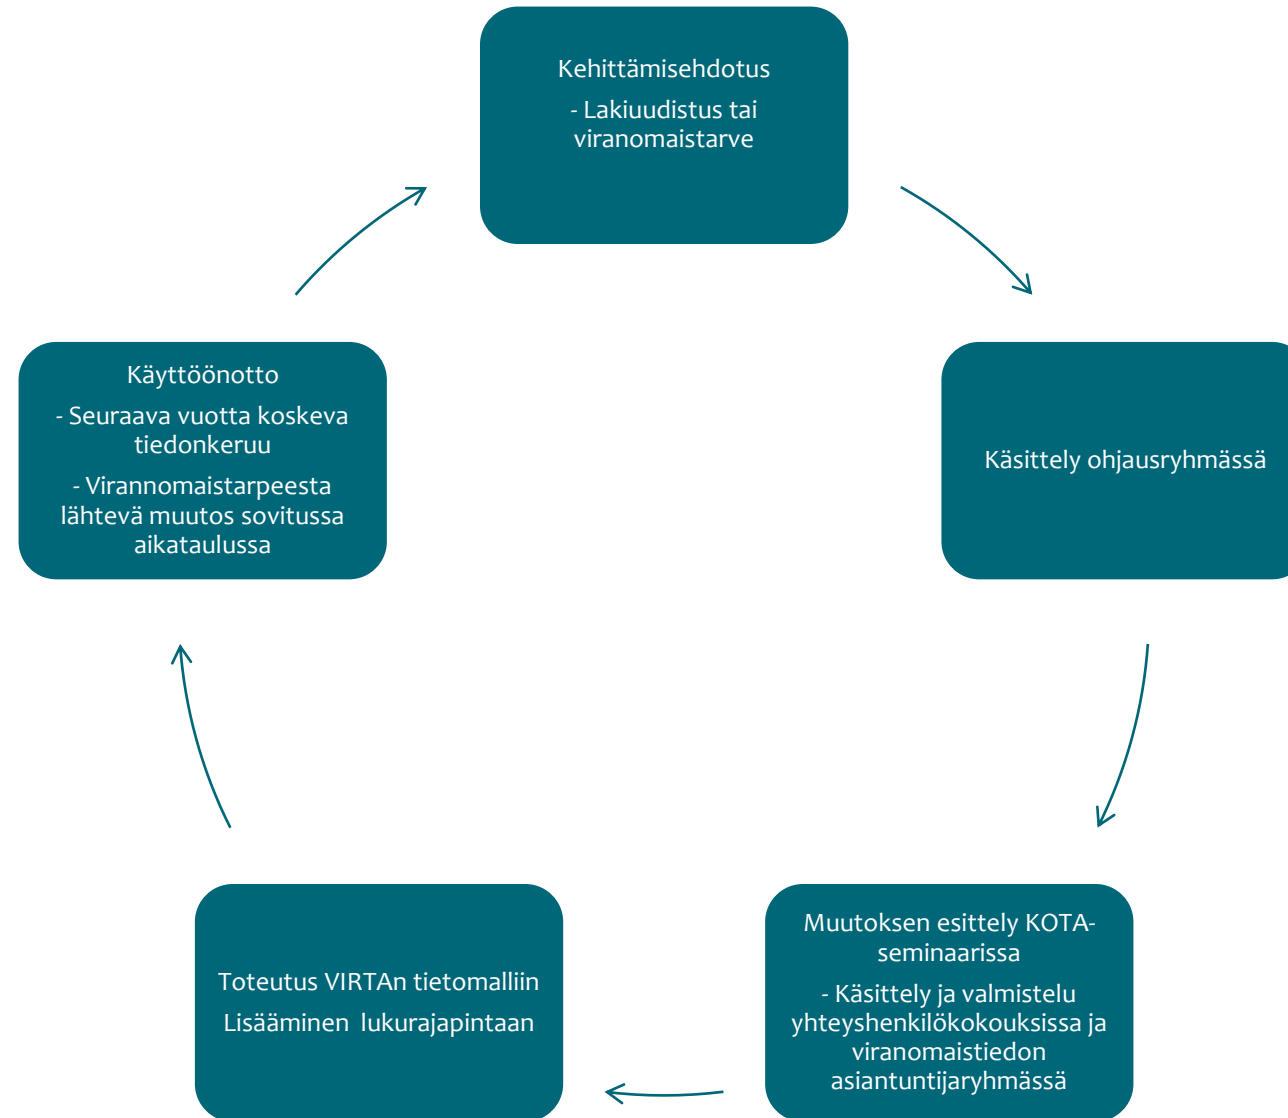 Kehittämisehdotus
- Lakiuudistus tai
viranomaistarve
Käsittely ohjausryhmässä
Muutoksen esittely KOTA-
seminaarissa
- Käsittely ja valmistelu
yhteyshenkilökokouksissa ja
viranomaistiedon
asiantuntijaryhmässä
Toteutus VIRTAn tietomalliin
Lisääminen lukurajapintaan
Käyttöönotto
- Seuraava vuotta koskeva
tiedonkeruu
- Virannomaistarpeesta
lähtevä muutos sovitussa
aikataulussa